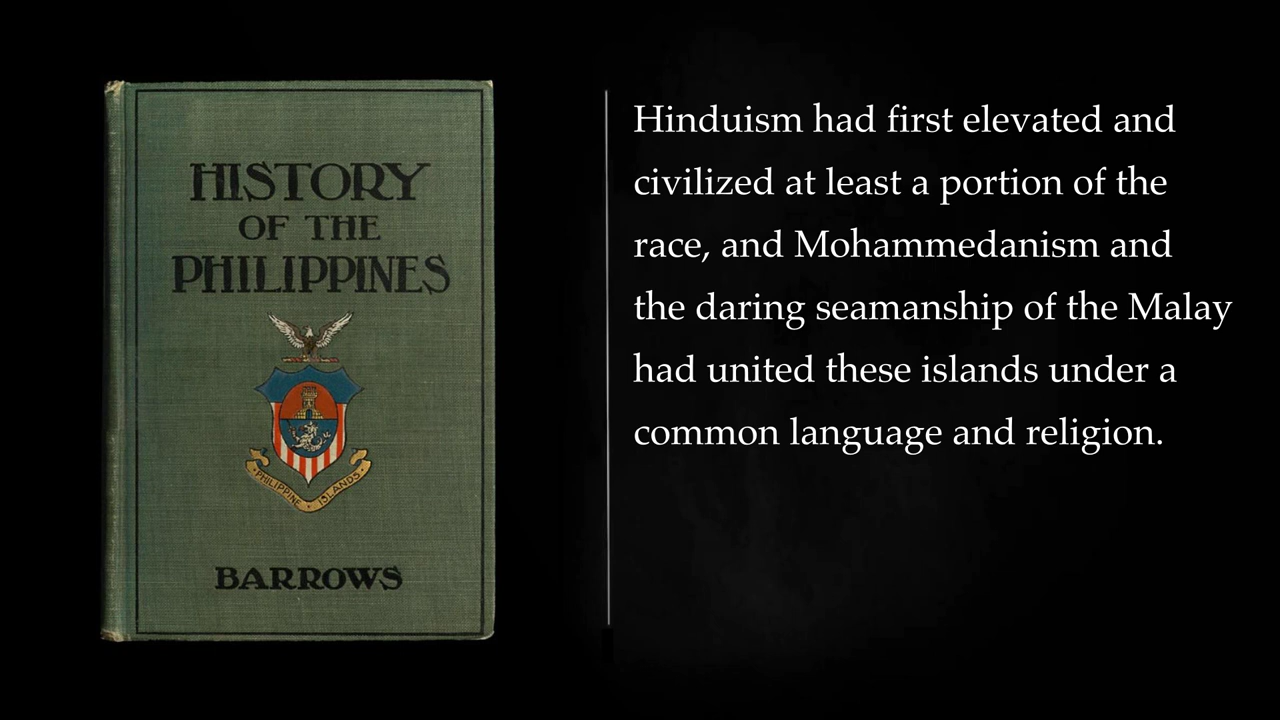 HISTORY
OF THE
PHILIPPINES
PHILIPPINE ISLANDS
BARROWS
Hinduism had first elevated and
civilized at least a portion of the
race, and Mohammedanism and
the daring seamanship of the Malay
had united these islands under a
common language and religion.